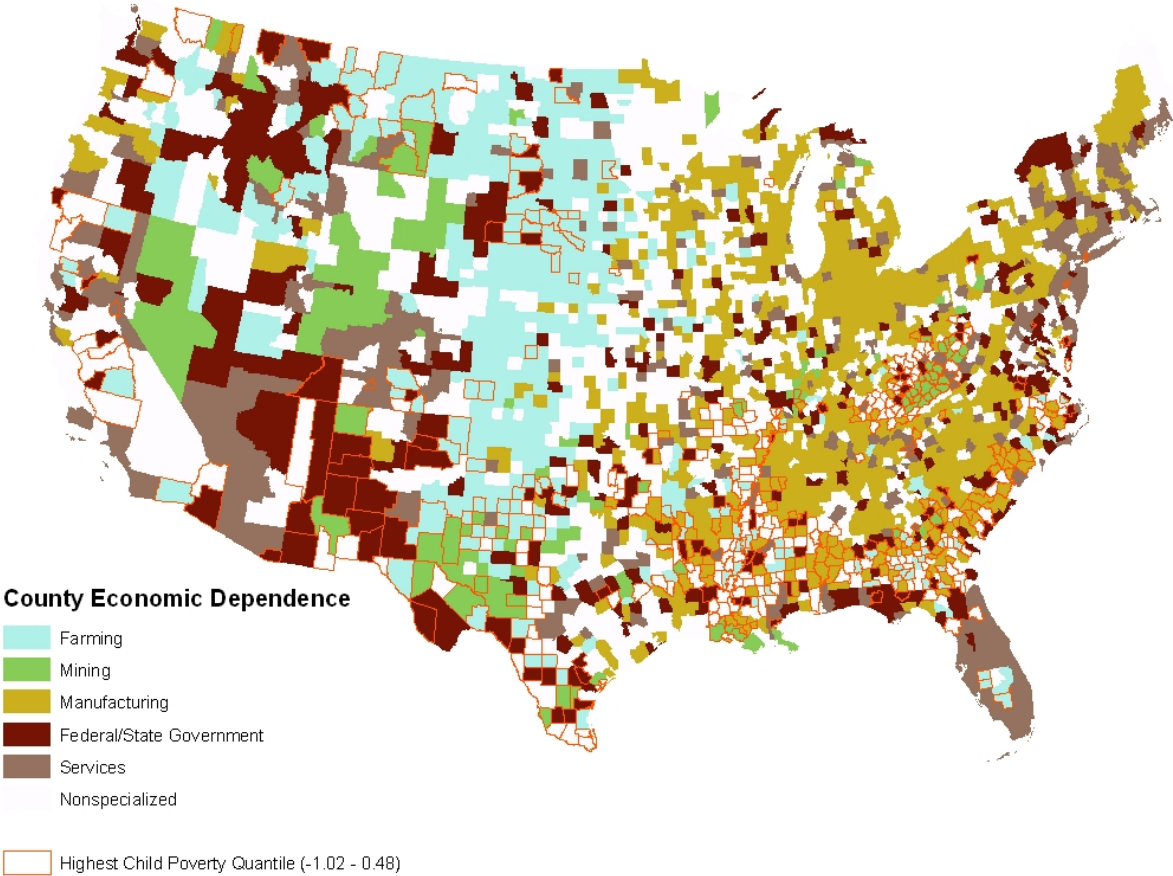 County Economic Dependence
Farming
Mining
Manufacturing
Federal/State Government
Services
Nonspecialized
Highest Child Poverty Quantile (-1.02 - 0.48)